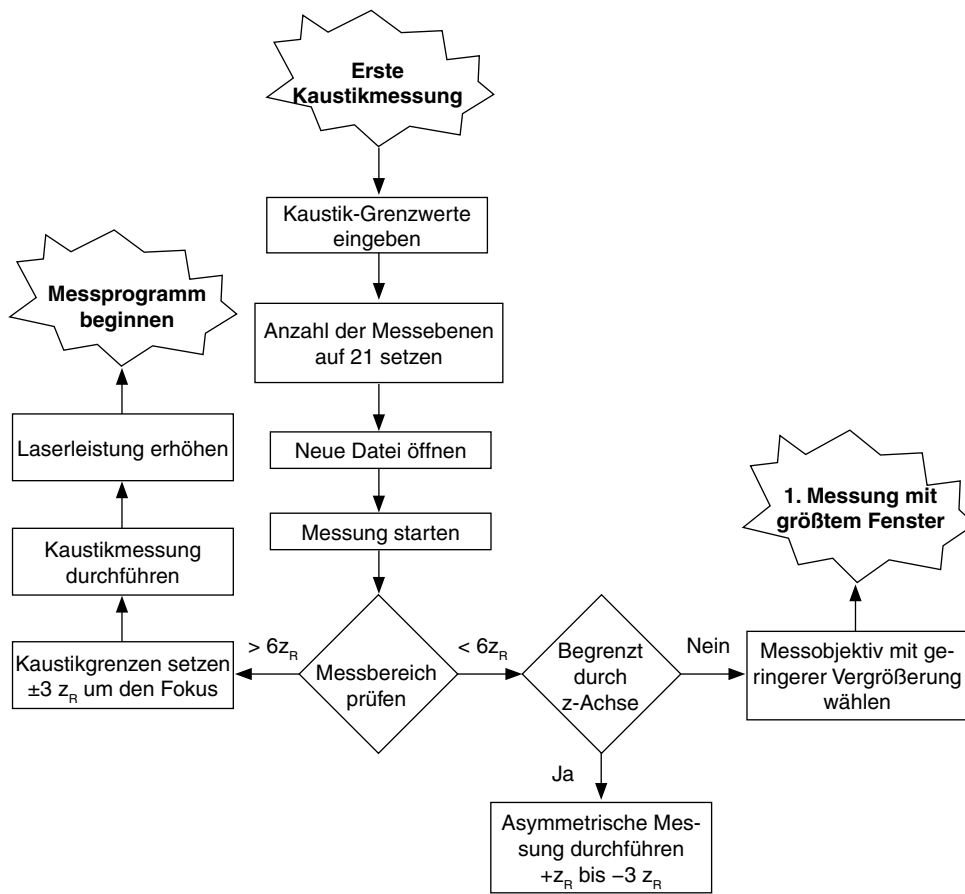 Erste
Kaustikmessung
Kaustik-Grenzwerte
eingeben
Anzahl der Messebenen
auf 21 setzen
Neue Datei öffnen
Messung starten
Messbereich
prüfen
> 6z_R
Kaustikgrenzen setzen
±3 z_R um den Fokus
Kaustikmessung
durchführen
Laserleistung erhöhen
Messprogramm
beginnen
< 6z_R
Begrenzt
durch
z-Achse
Nein
Messobjektiv mit ge-
ringerer Vergrößerung
wählen
1. Messung mit
größtem Fenster
Ja
Asymmetrische Mes-
sung durchführen
+z_R bis −3 z_R